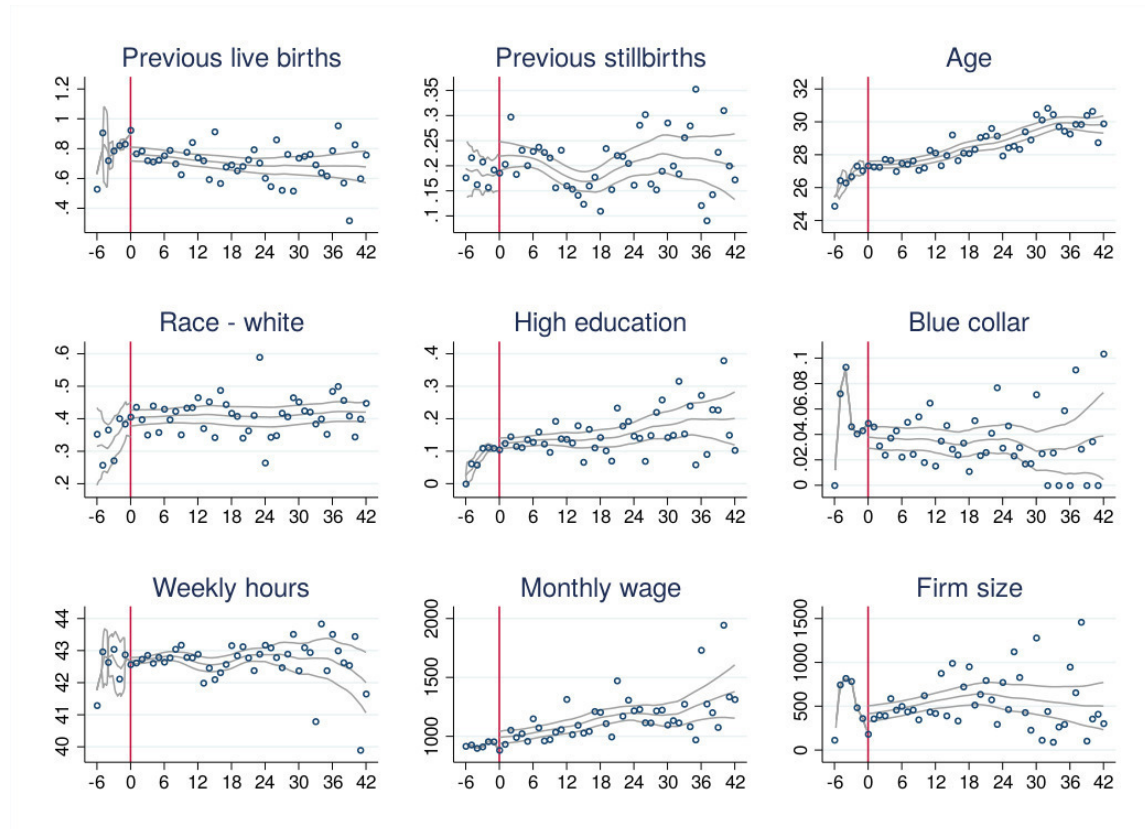 Previous live births
.4 .6 .8 1 1.2
-6 0 6 12 18 24 30 36 42
Previous stillbirths
.1 .15 .2 .25 .3 .35
-6 0 6 12 18 24 30 36 42
Age
24 26 28 30 32
-6 0 6 12 18 24 30 36 42
Race - white
.2 .3 .4 .5 .6
-6 0 6 12 18 24 30 36 42
High education
0 .1 .2 .3 .4
-6 0 6 12 18 24 30 36 42
Blue collar
0 .02 .04 .06 .08 .1
-6 0 6 12 18 24 30 36 42
Weekly hours
40 41 42 43 44
-6 0 6 12 18 24 30 36 42
Monthly wage
1000 1500 2000
-6 0 6 12 18 24 30 36 42
Firm size
0 500 1000 1500
-6 0 6 12 18 24 30 36 42